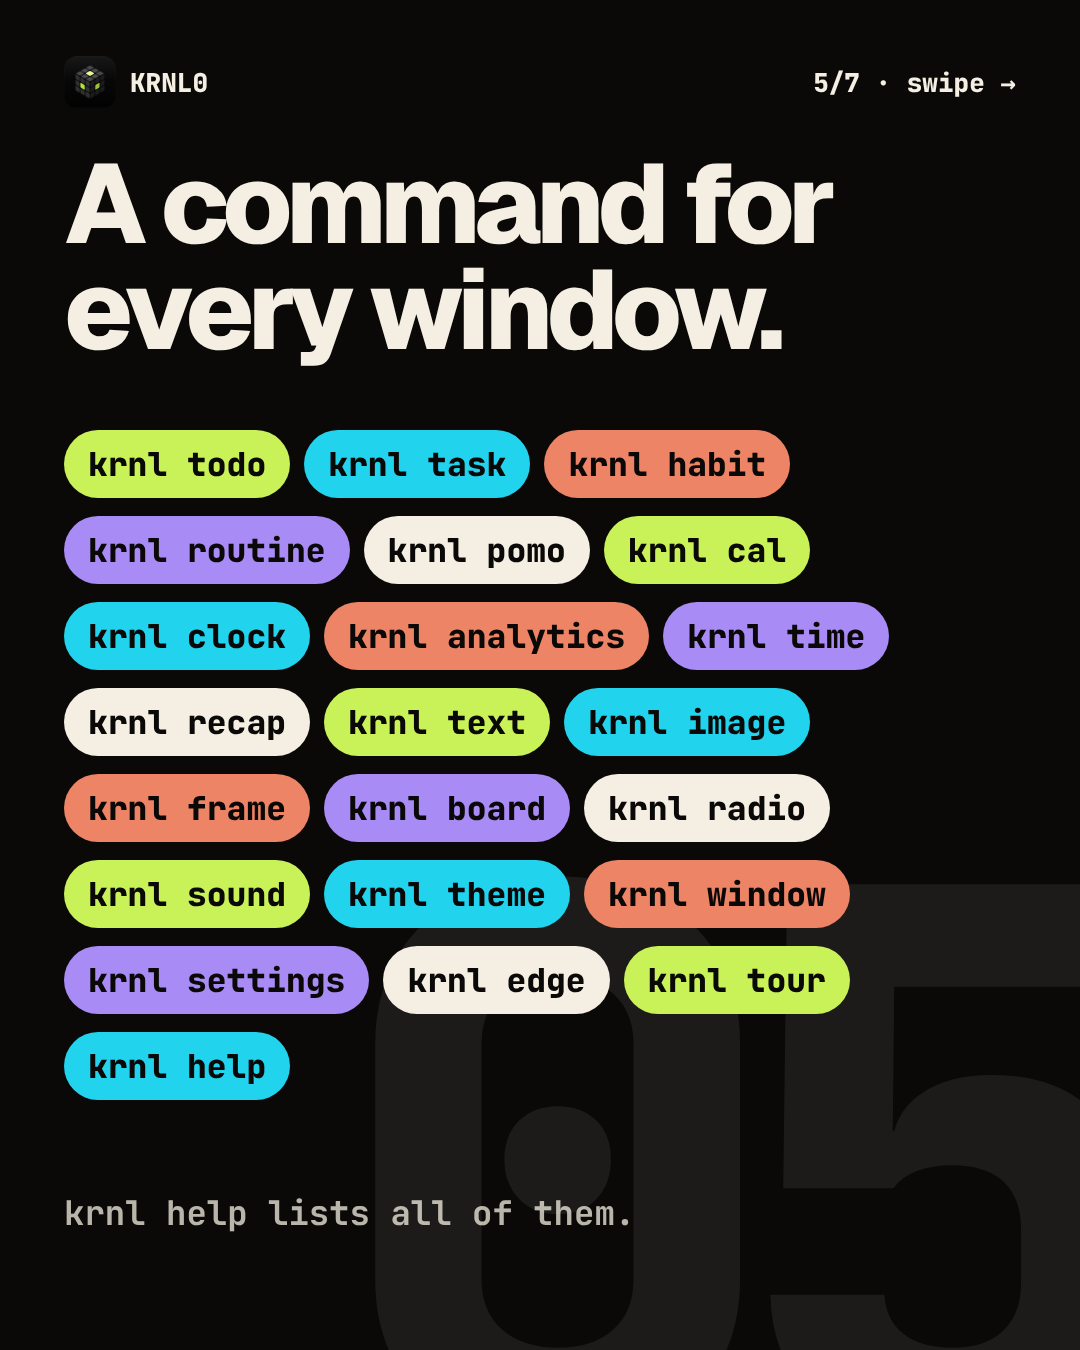 KRNL0
5/7 · swipe →
A command for
every window.
krnl todo krnl task krnl habit
krnl routine krnl pomo krnl cal
krnl clock krnl analytics krnl time
krnl recap krnl text krnl image
krnl frame krnl board krnl radio
krnl sound krnl theme krnl window
krnl settings krnl edge krnl tour
krnl help
krnl help lists all of them.
05